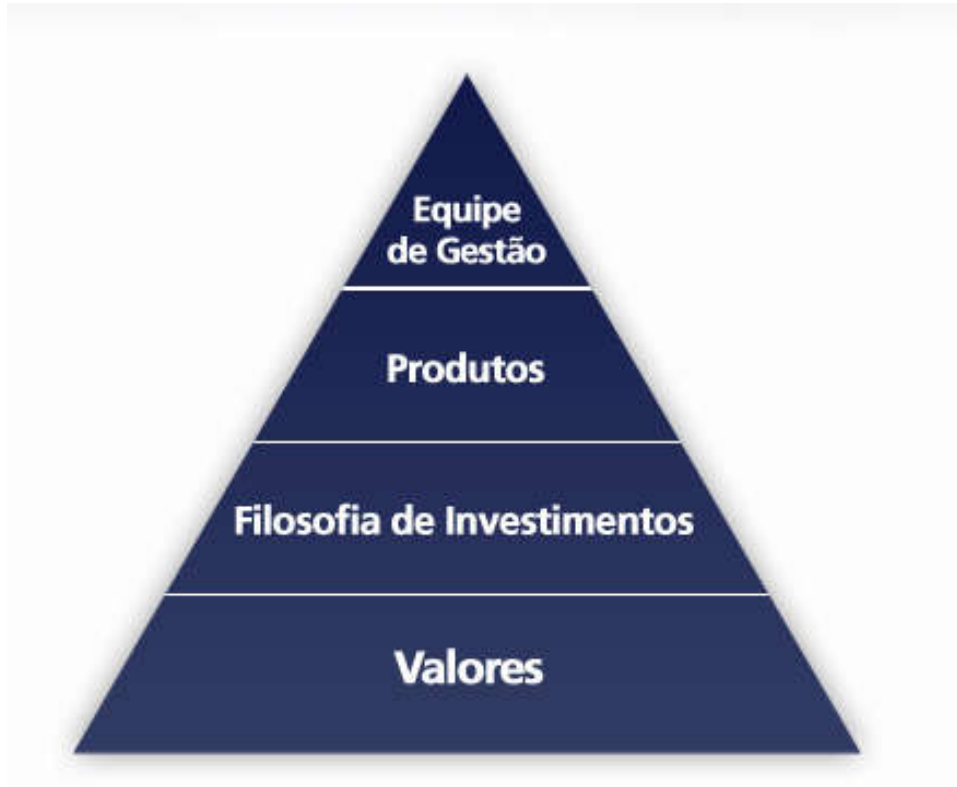 Equipe
de Gestão
Produtos
Filosofia de Investimentos
Valores